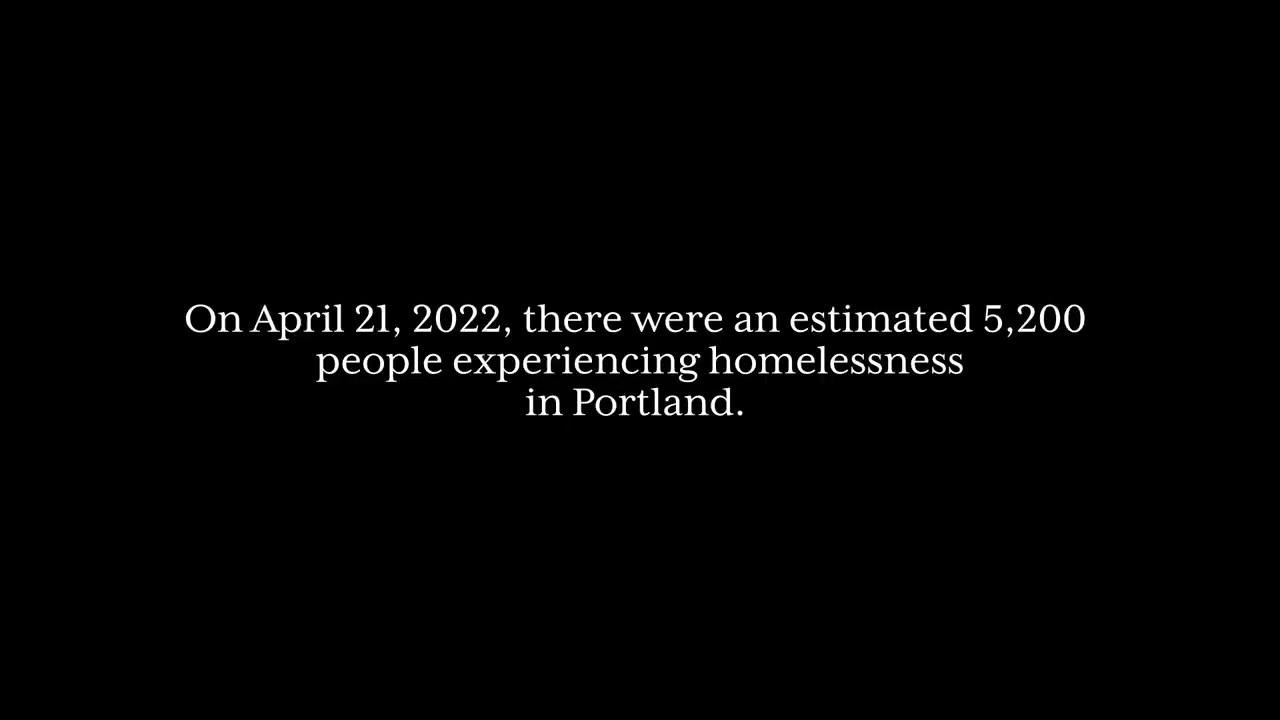 On April 21, 2022, there were an estimated 5,200
people experiencing homelessness
in Portland.